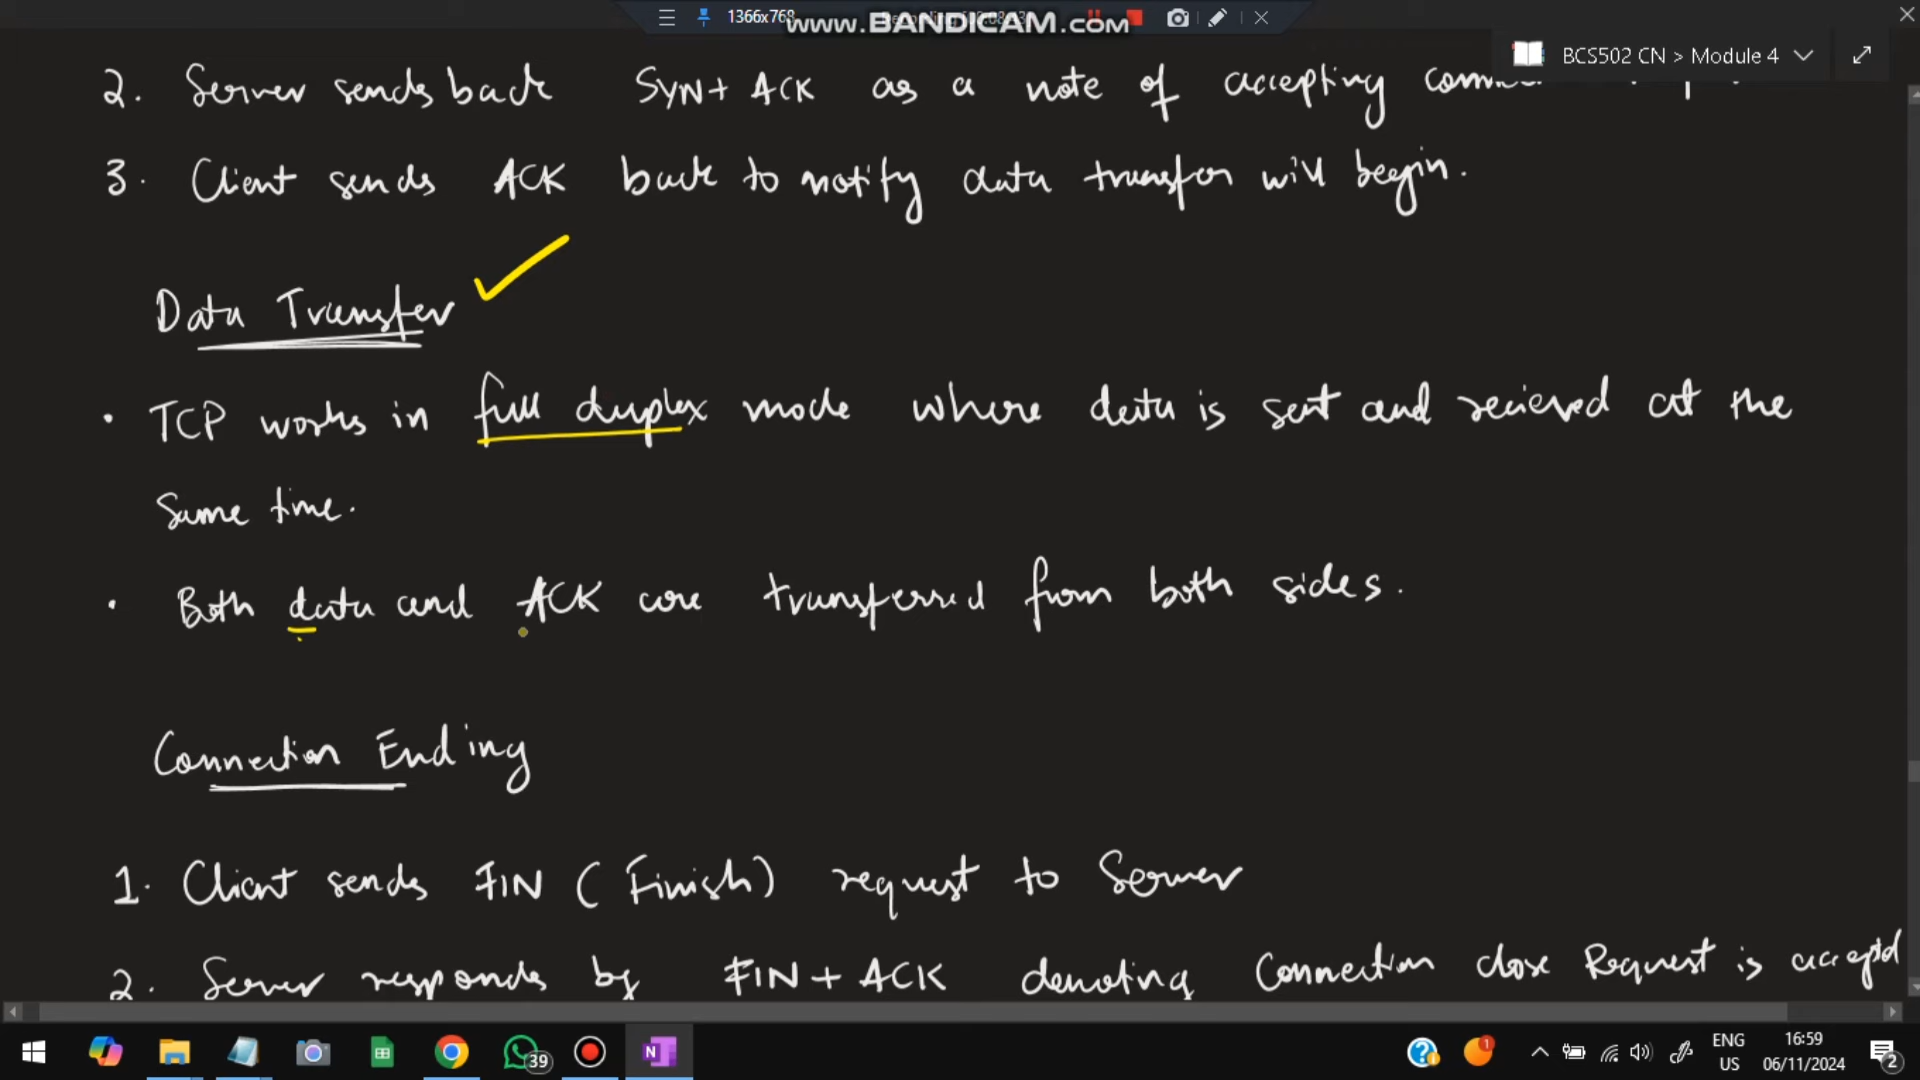 1366x768
www.BANDICAM.com
BCS502 CN > Module 4
2. Server sends back SYN+ ACK as a note of accepting
3. Client sends ACK back to notify data transfer will begin.
Data Transfer
• TCP works in full duplex mode where data is sent and recieved at the
same time.
• Both data and ACK are transferred from both sides.
Connection Ending
1. Client sends FIN (Finish) request to Server
2. Server responds by FIN + ACK denoting Connection close Request is accepted
39
N
1
ENG
US
16:59
06/11/2024
2